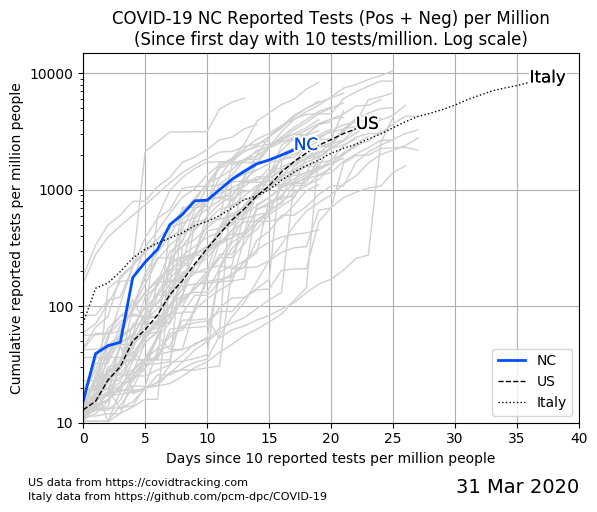 COVID-19 NC Reported Tests (Pos + Neg) per Million
(Since first day with 10 tests/million. Log scale)
Cumulative reported tests per million people
10000
1000
100
10
Italy
US
NC
NC
US
Italy
0 5 10 15 20 25 30 35 40
Days since 10 reported tests per million people
US data from https://covidtracking.com
Italy data from https://github.com/pcm-dpc/COVID-19
31 Mar 2020